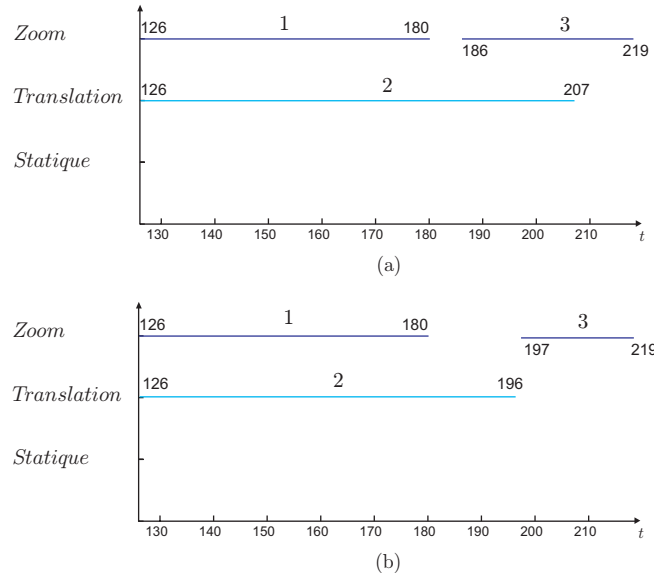 Zoom 126 1 180 186 3 219
Translation 126 2 207
Statique
130 140 150 160 170 180 190 200 210 t
(a)
Zoom 126 1 180 197 3 219
Translation 126 2 196
Statique
130 140 150 160 170 180 190 200 210 t
(b)